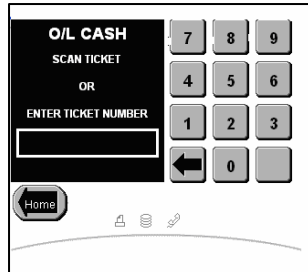 O/L CASH
SCAN TICKET
OR
ENTER TICKET NUMBER
7 8 9
4 5 6
1 2 3
0
Home